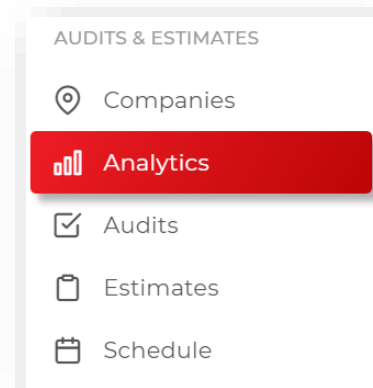 AUDITS & ESTIMATES
Companies
Analytics
Audits
Estimates
Schedule